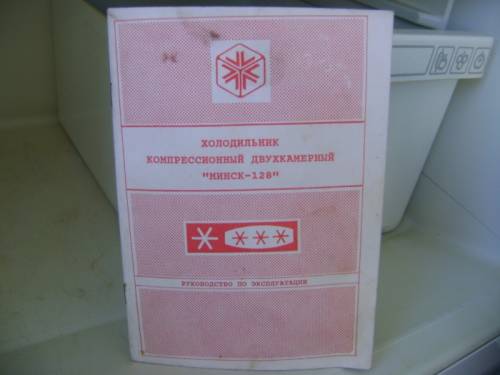 ХОЛОДИЛЬНИК
КОМПРЕССИОННЫЙ ДВУХКАМЕРНЫЙ
"МИНСК-128"
РУКОВОДСТВО ПО ЭКСПЛУАТАЦИИ